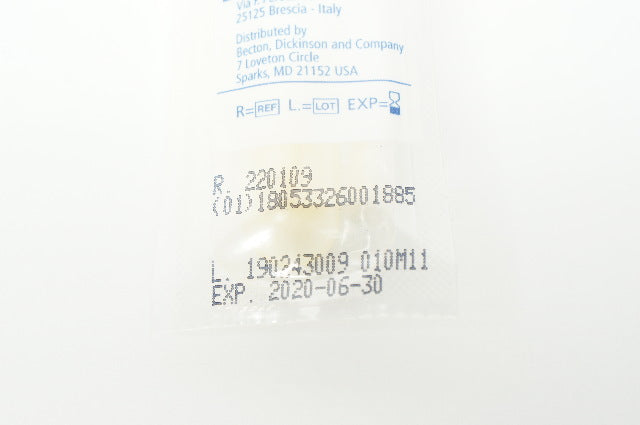 25125 Brescia - Italy
Distributed by
Becton, Dickinson and Company
7 Loveton Circle
Sparks, MD 21152 USA
R=REF L.=LOT EXP=
R. 220109
(01)18053326001885
L. 190243009 010M11
EXP. 2020-06-30